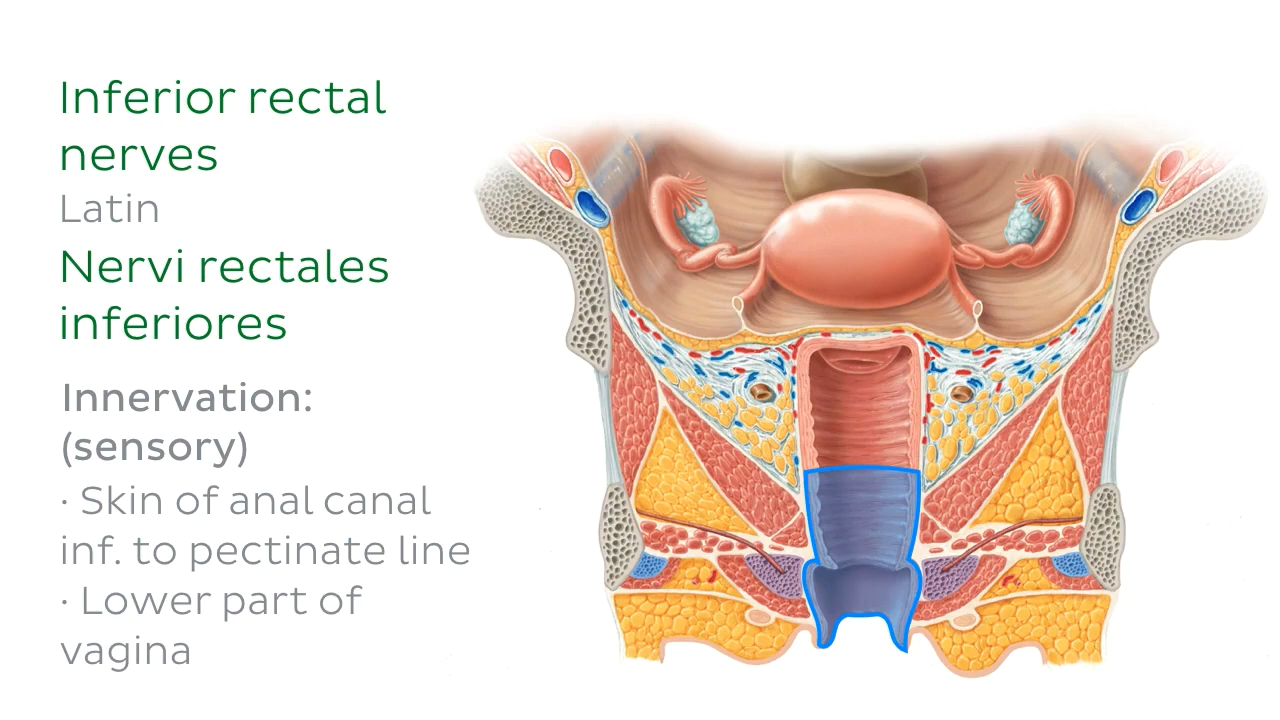 Inferior rectal
nerves
Latin
Nervi rectales
inferiores
Innervation:
(sensory)
· Skin of anal canal
inf. to pectinate line
· Lower part of
vagina